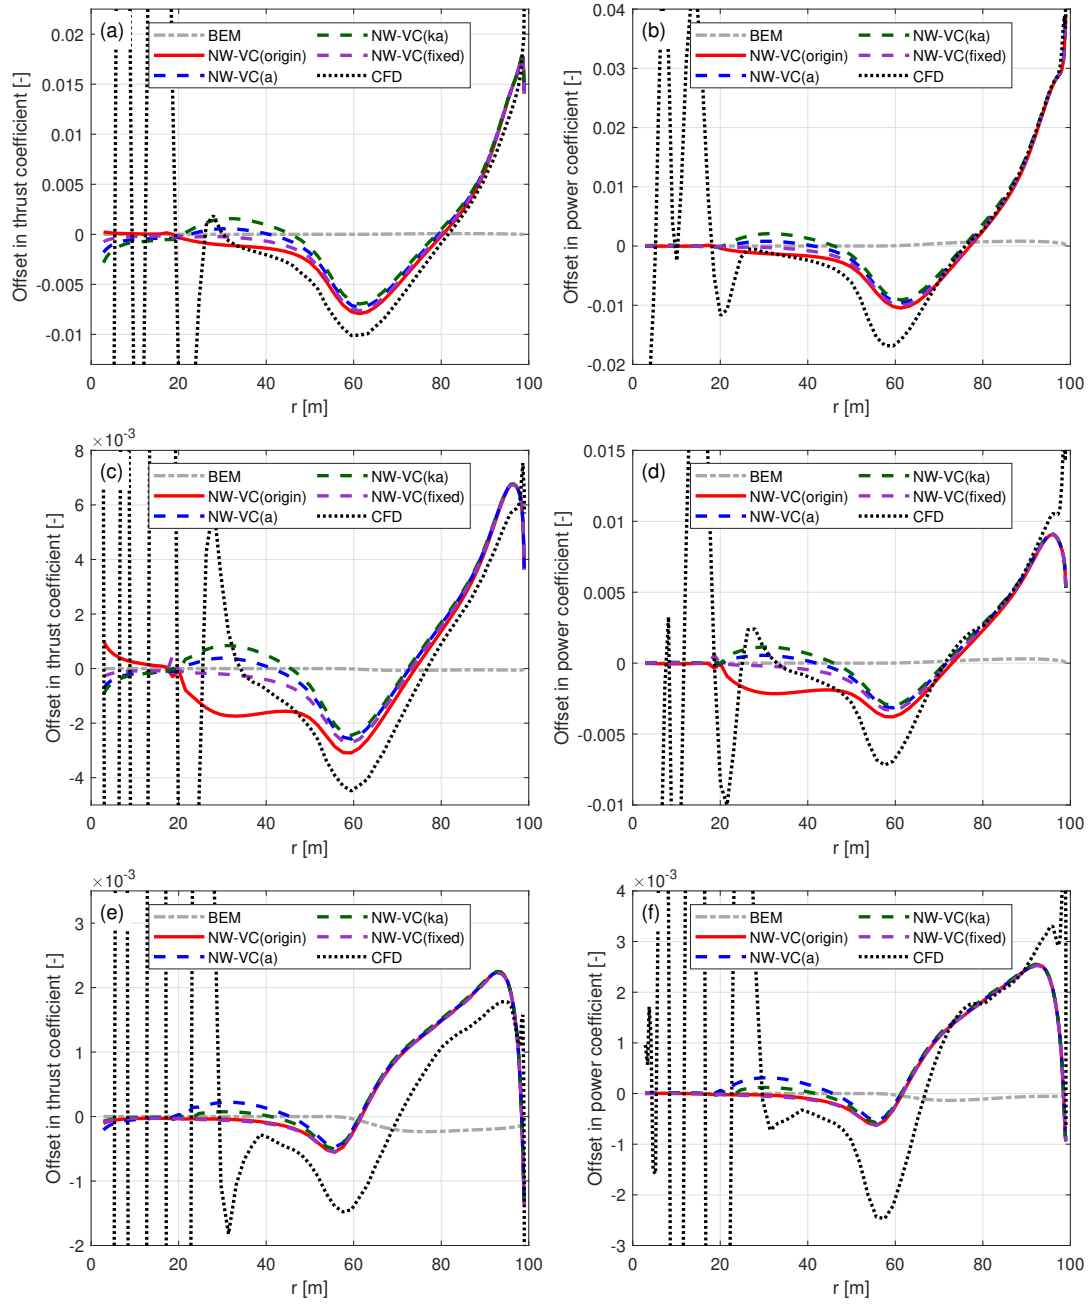 (a)
BEM
NW-VC(origin)
NW-VC(a)
NW-VC(ka)
NW-VC(fixed)
CFD
0.02
0.015
0.01
0.005
0
-0.005
-0.01
Offset in thrust coefficient [-]
0 20 40 60 80 100
r [m]
(b)
BEM
NW-VC(origin)
NW-VC(a)
NW-VC(ka)
NW-VC(fixed)
CFD
0.04
0.03
0.02
0.01
0
-0.01
-0.02
Offset in power coefficient [-]
0 20 40 60 80 100
r [m]
×10-3
(c)
BEM
NW-VC(origin)
NW-VC(a)
NW-VC(ka)
NW-VC(fixed)
CFD
8
6
4
2
0
-2
-4
Offset in thrust coefficient [-]
0 20 40 60 80 100
r [m]
(d)
BEM
NW-VC(origin)
NW-VC(a)
NW-VC(ka)
NW-VC(fixed)
CFD
0.015
0.01
0.005
0
-0.005
-0.01
Offset in power coefficient [-]
0 20 40 60 80 100
r [m]
×10-3
(e)
BEM
NW-VC(origin)
NW-VC(a)
NW-VC(ka)
NW-VC(fixed)
CFD
3
2
1
0
-1
-2
Offset in thrust coefficient [-]
0 20 40 60 80 100
r [m]
×10-3
(f)
BEM
NW-VC(origin)
NW-VC(a)
NW-VC(ka)
NW-VC(fixed)
CFD
4
3
2
1
0
-1
-2
-3
Offset in power coefficient [-]
0 20 40 60 80 100
r [m]